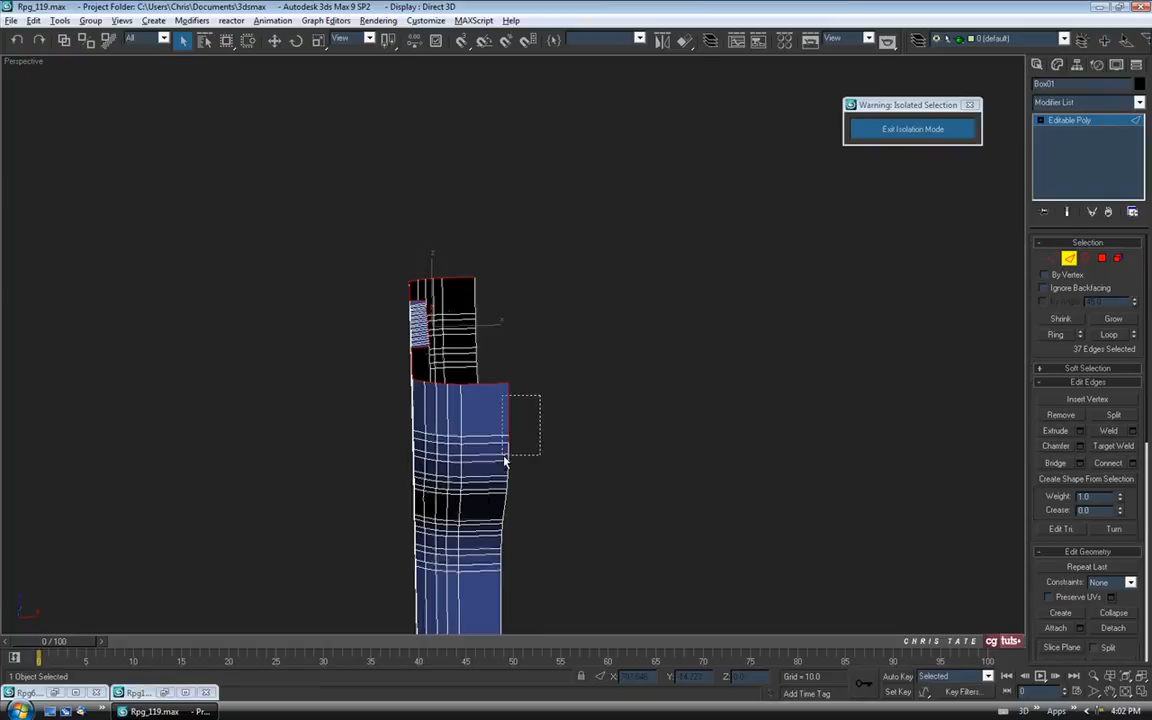 Rpg_119.max - Project Folder: C:\Users\Chris\Documents\3dsmax - Autodesk 3ds Max 9 SP2 - Display : Direct 3D
File Edit Tools Group Views Create Modifiers reactor Animation Graph Editors Rendering Customize MAXScript Help
All View View 0 (default)
Perspective
Warning: Isolated Selection
Exit Isolation Mode
Box01
Modifier List
Editable Poly
Selection
By Vertex
Ignore Backfacing
Shrink Grow
Ring Loop
37 Edges Selected
Soft Selection
Edit Edges
Insert Vertex
Remove Split
Extrude Weld
Chamfer Target Weld
Bridge Connect
Create Shape From Selection
Weight: 1.0
Crease: 0.0
Edit Tri. Turn
Edit Geometry
Repeat Last
Constraints: None
Preserve UVs
Create Collapse
Attach Detach
Slice Plane Split
z
x
0 / 100
CHRIS TATE cgtuts+
0 5 10 15 20 25 30 35 40 45 50 55 60 65 70 75 80 85 90 95 100
1 Object Selected X: Y: Z: Grid = 10.0 Auto Key Selected
Add Time Tag Set Key Key Filters... 0
Rpg6... Rpg1...
Rpg_119.max - Pr... 3D Apps 4:02 PM